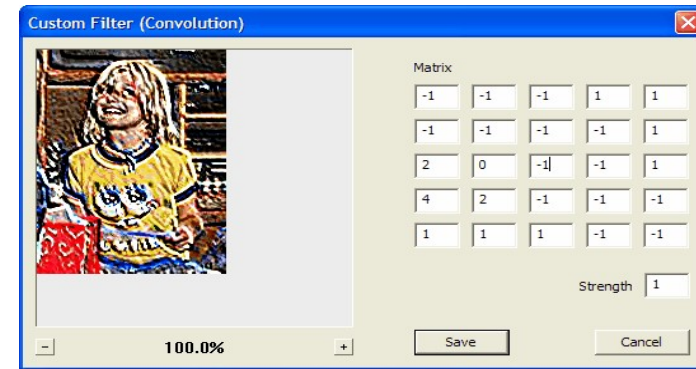 Custom Filter (Convolution)
Matrix
-1 -1 -1 1 1
-1 -1 -1 -1 1
2 0 -1 -1 1
4 2 -1 -1 -1
1 1 1 -1 -1
Strength 1
- 100.0% +
Save Cancel